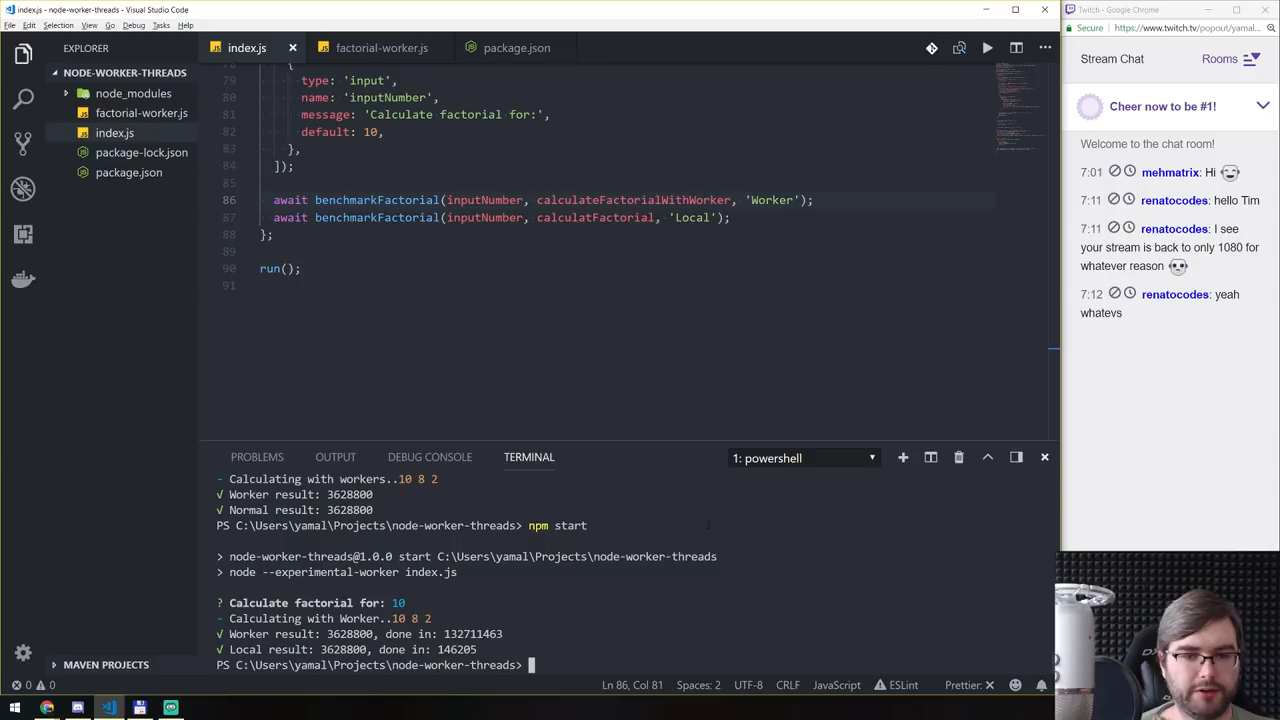 index.js - node-worker-threads - Visual Studio Code
File Edit Selection View Go Debug Tasks Help
EXPLORER
NODE-WORKER-THREADS
node_modules
factorial-worker.js
index.js
package-lock.json
package.json
MAVEN PROJECTS
index.js
factorial-worker.js
package.json
78 {
79 type: 'input',
80 name: 'inputNumber',
81 message: 'Calculate factorial for:',
82 default: 10,
83 }
84 ]);
85
86 await benchmarkFactorial(inputNumber, calculateFactorialWithWorker, 'Worker');
87 await benchmarkFactorial(inputNumber, calculatFactorial, 'Local');
88 };
89
90 run();
91
PROBLEMS OUTPUT DEBUG CONSOLE TERMINAL
1: powershell
- Calculating with workers..10 8 2
√ Worker result: 3628800
√ Normal result: 3628800
PS C:\Users\yamal\Projects\node-worker-threads> npm start
> node-worker-threads@1.0.0 start C:\Users\yamal\Projects\node-worker-threads
> node --experimental-worker index.js
? Calculate factorial for: 10
- Calculating with Worker..10 8 2
√ Worker result: 3628800, done in: 132711463
√ Local result: 3628800, done in: 146205
PS C:\Users\yamal\Projects\node-worker-threads>
0 0
Ln 86, Col 81 Spaces: 2 UTF-8 CRLF JavaScript ESLint Prettier: ✕
Twitch - Google Chrome
Secure https://www.twitch.tv/popout/yamal...
Stream Chat
Rooms
Cheer now to be #1!
Welcome to the chat room!
7:01 mehmatrix: Hi
7:11 renatocodes: hello Tim
7:11 renatocodes: I see
your stream is back to only 1080 for
whatever reason
7:12 renatocodes: yeah
whatevs